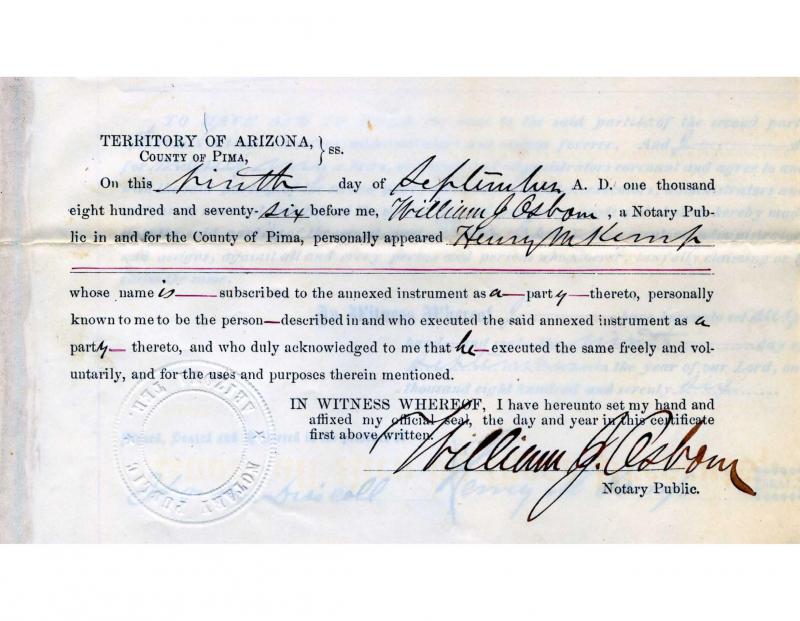 TERRITORY OF ARIZONA, } ss.
COUNTY OF PIMA,
On this ninth day of September, A. D. one thousand
eight hundred and seventy-six before me, William J. Osborn, a Notary Pub-
lic in and for the County of Pima, personally appeared Henry M Kemp
whose name is subscribed to the annexed instrument as a party thereto, personally
known to me to be the person described in and who executed the said annexed instrument as a
party thereto, and who duly acknowledged to me that he executed the same freely and vol-
untarily, and for the uses and purposes therein mentioned.
IN WITNESS WHEREOF, I have hereunto set my hand and
affixed my official seal, the day and year in this certificate
first above written.
William J. Osborn
Notary Public.
NOTARY PUBLIC